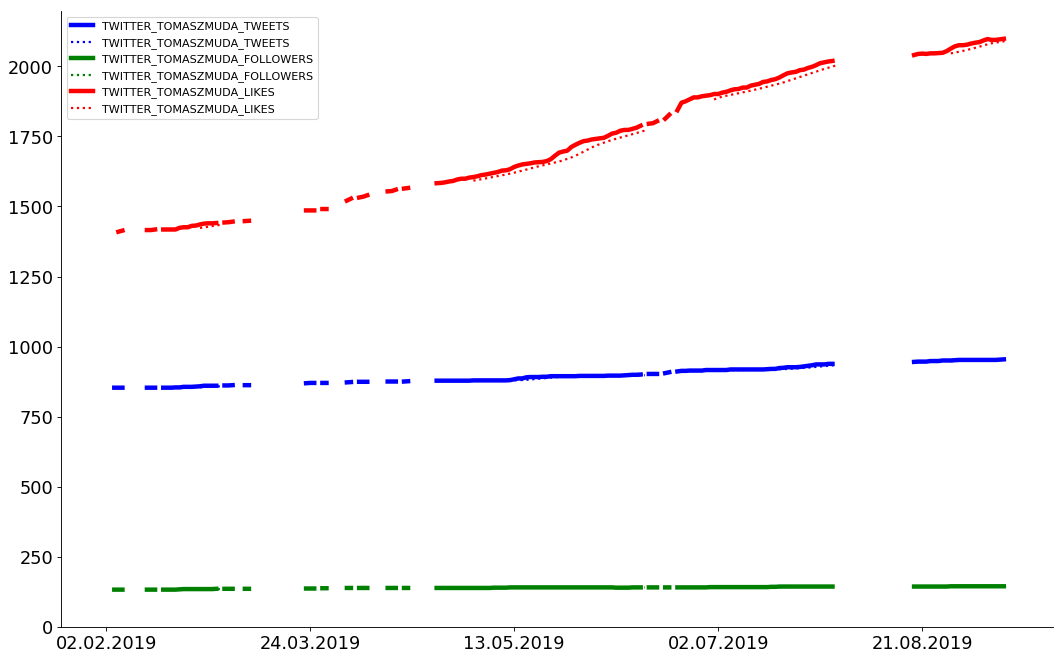 TWITTER_TOMASZMUDA_TWEETS
TWITTER_TOMASZMUDA_TWEETS
TWITTER_TOMASZMUDA_FOLLOWERS
TWITTER_TOMASZMUDA_FOLLOWERS
TWITTER_TOMASZMUDA_LIKES
TWITTER_TOMASZMUDA_LIKES
2000
1750
1500
1250
1000
750
500
250
0
02.02.2019 24.03.2019 13.05.2019 02.07.2019 21.08.2019